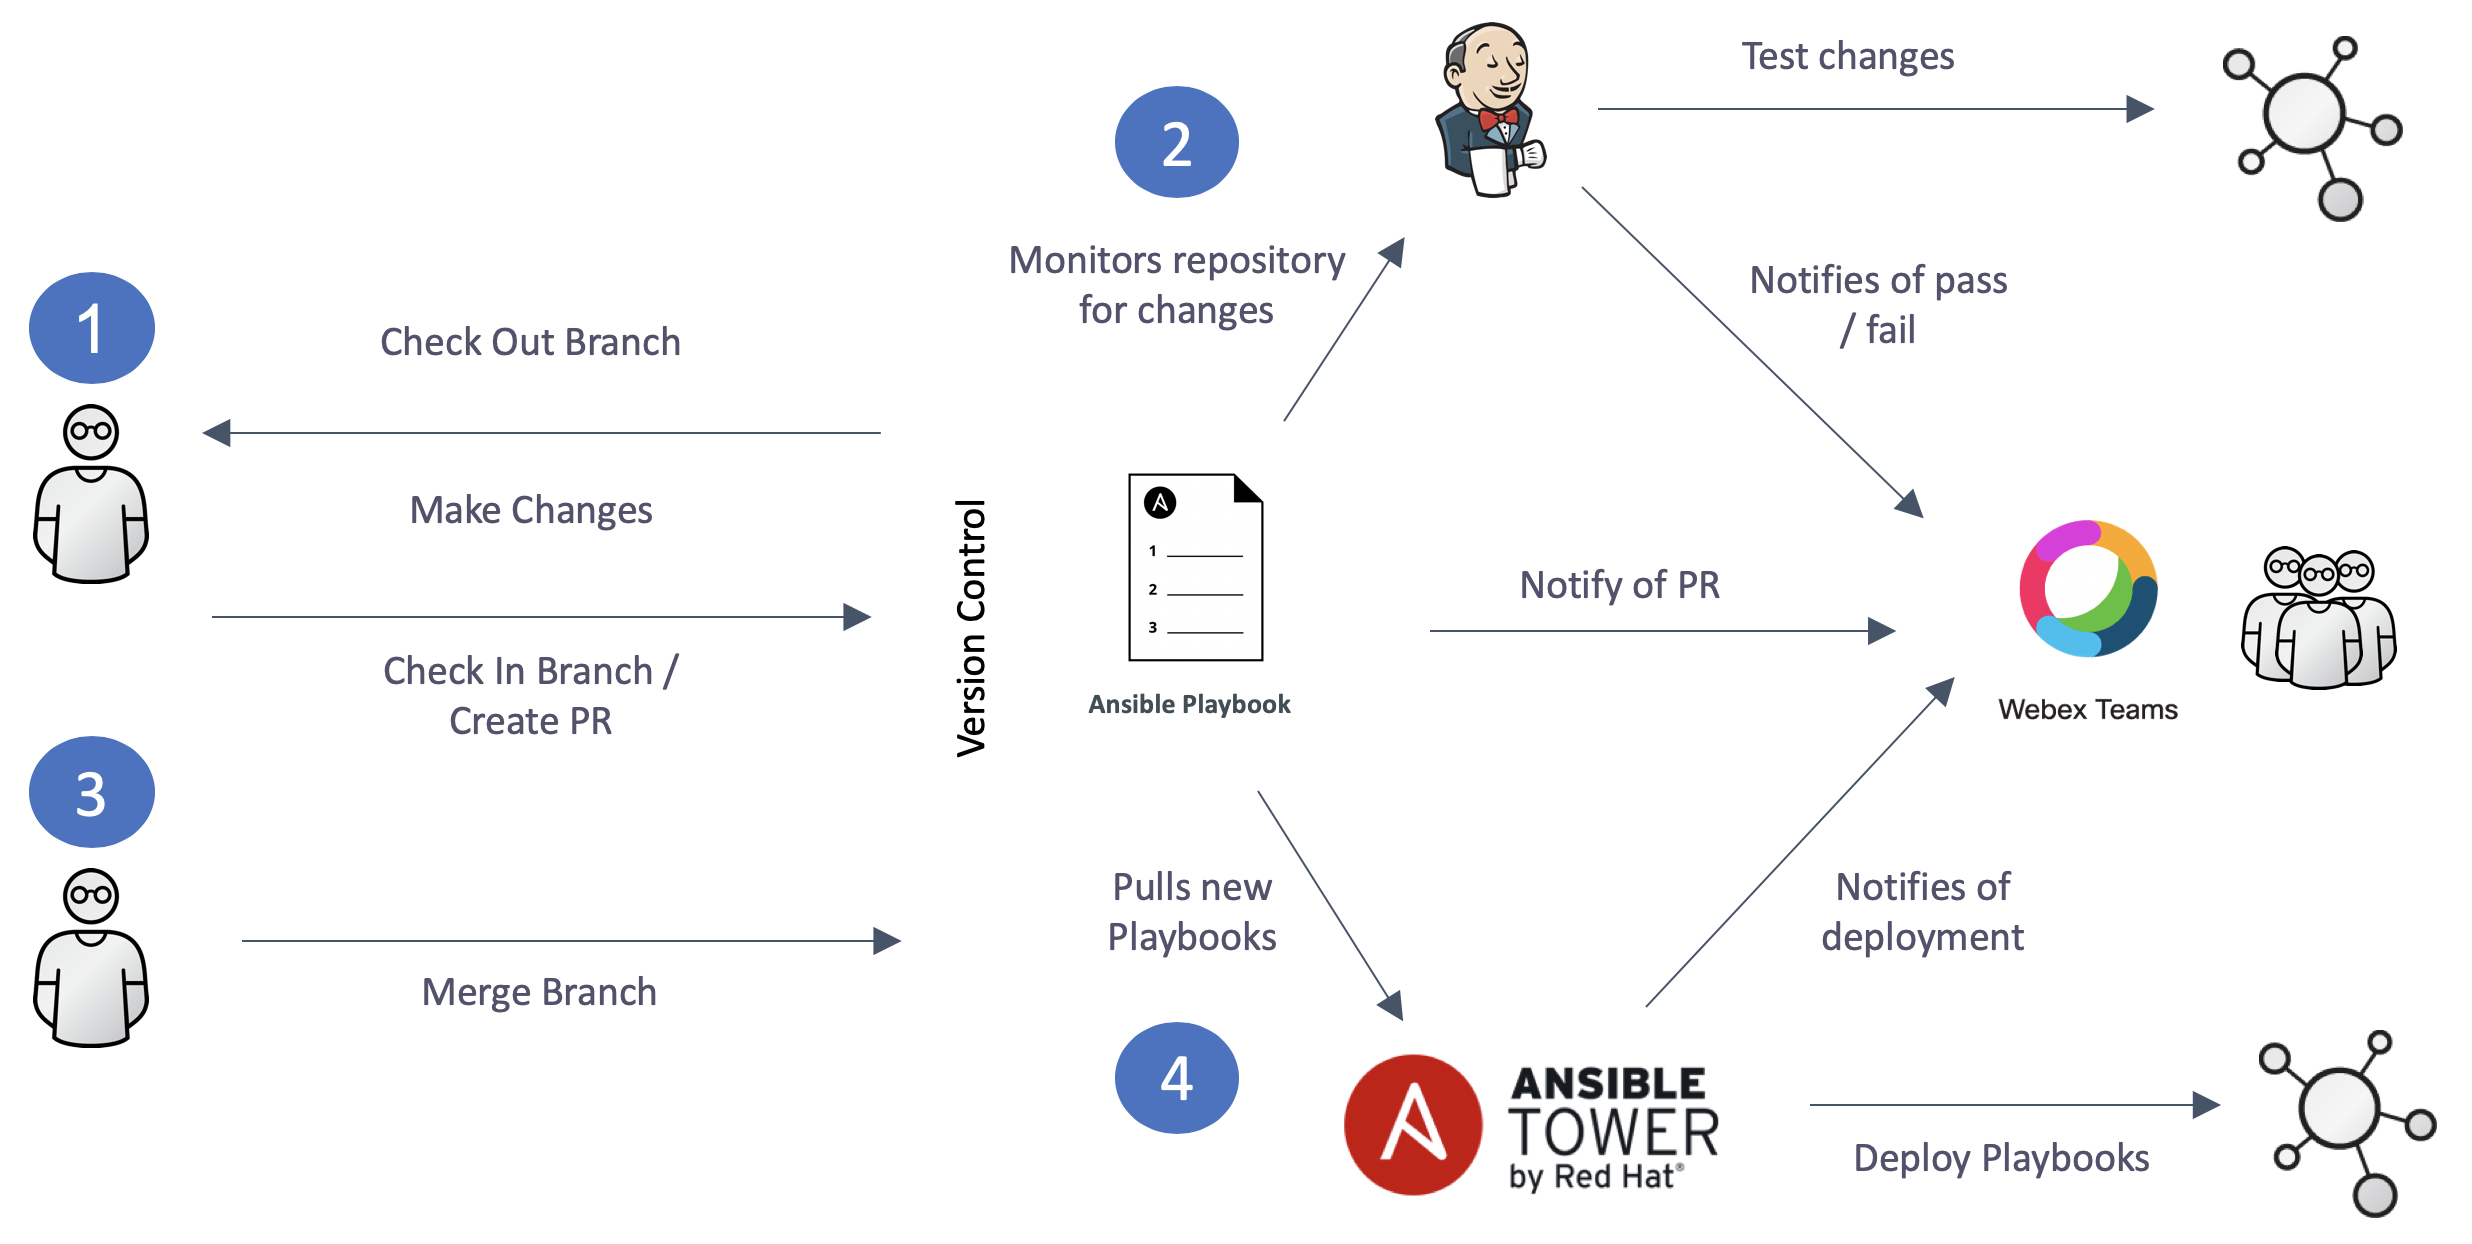 1
Check Out Branch
Make Changes
Check In Branch /
Create PR
3
Merge Branch
Version Control
2
Monitors repository
for changes
Test changes
Notifies of pass
/ fail
1
2
3
Ansible Playbook
Notify of PR
Webex Teams
Pulls new
Playbooks
4
ANSIBLE
TOWER
by Red Hat®
Notifies of
deployment
Deploy Playbooks